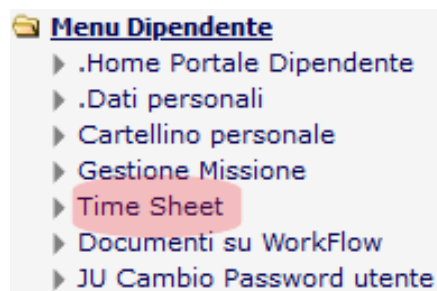 Menu Dipendente
.Home Portale Dipendente
.Dati personali
Cartellino personale
Gestione Missione
Time Sheet
Documenti su WorkFlow
JU Cambio Password utente